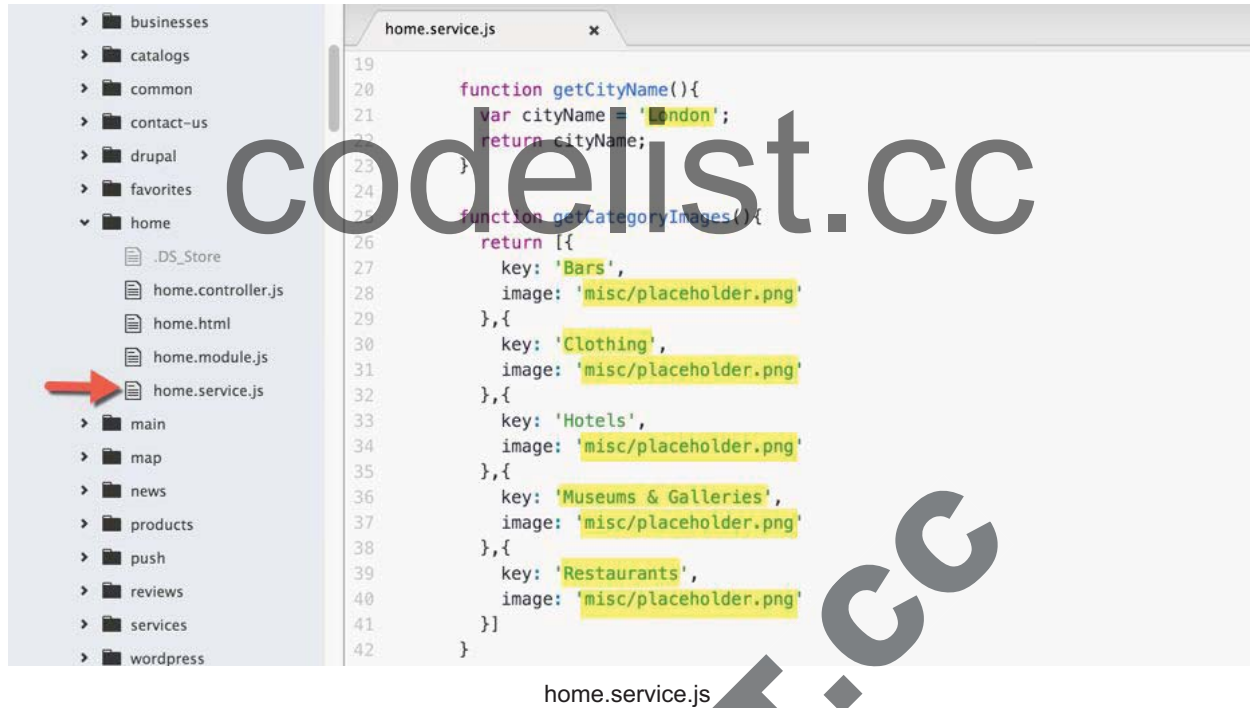 businesses
catalogs
common
contact-us
drupal
favorites
home
.DS_Store
home.controller.js
home.html
home.module.js
home.service.js
main
map
news
products
push
reviews
services
wordpress
home.service.js ×
19
20 function getCityName(){
21 var cityName = 'London';
22 return cityName;
23 }
24
25 function getCategoryImages(){
26 return [{
27 key: 'Bars',
28 image: 'misc/placeholder.png'
29 },{
30 key: 'Clothing',
31 image: 'misc/placeholder.png'
32 },{
33 key: 'Hotels',
34 image: 'misc/placeholder.png'
35 },{
36 key: 'Museums & Galleries',
37 image: 'misc/placeholder.png'
38 },{
39 key: 'Restaurants',
40 image: 'misc/placeholder.png'
41 }]
42 }
codelist.cc
.cc
home.service.js